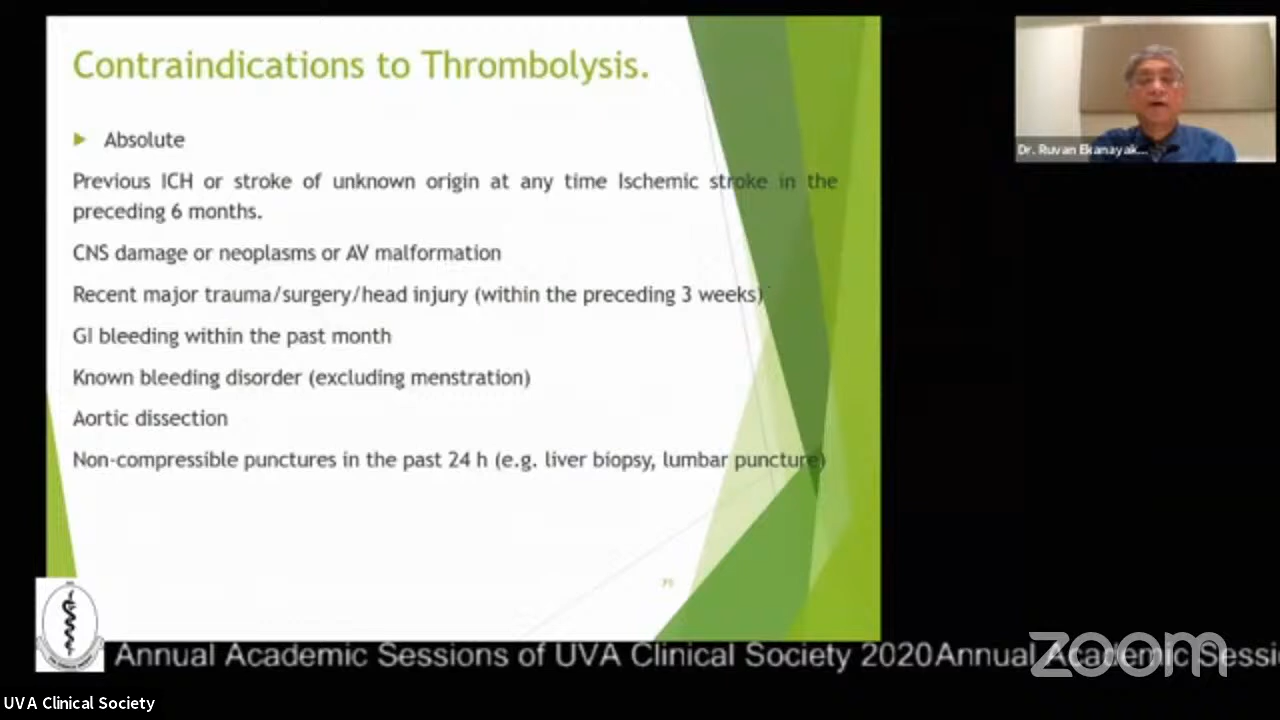 Contraindications to Thrombolysis.
Absolute
Previous ICH or stroke of unknown origin at any time Ischemic stroke in the
preceding 6 months.
CNS damage or neoplasms or AV malformation
Recent major trauma/surgery/head injury (within the preceding 3 weeks)
GI bleeding within the past month
Known bleeding disorder (excluding menstration)
Aortic dissection
Non-compressible punctures in the past 24 h (e.g. liver biopsy, lumbar puncture)
Dr. Ruvan Ekanayak...
Annual Academic Sessions of UVA Clinical Society 2020Annual Academic Sessi
zoom
UVA Clinical Society